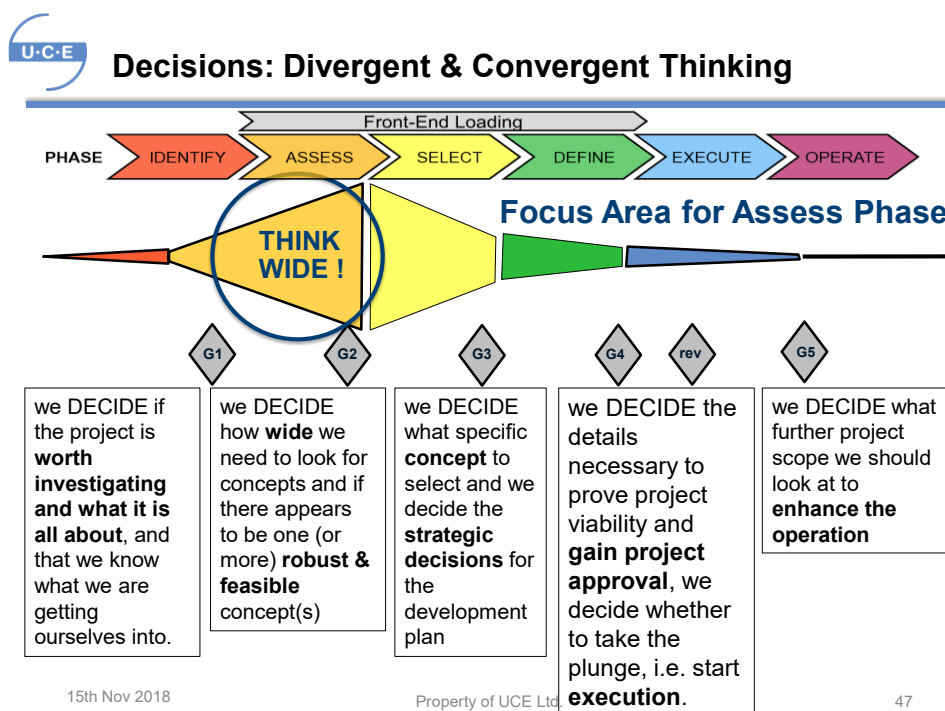 U·C·E
Decisions: Divergent & Convergent Thinking
Front-End Loading
PHASE
IDENTIFY
ASSESS
SELECT
DEFINE
EXECUTE
OPERATE
Focus Area for Assess Phase
THINK
WIDE !
G1
G2
G3
G4
rev
G5
we DECIDE if
the project is
worth
investigating
and what it is
all about, and
that we know
what we are
getting
ourselves into.
we DECIDE
how wide we
need to look for
concepts and if
there appears
to be one (or
more) robust &
feasible
concept(s)
we DECIDE
what specific
concept to
select and we
decide the
strategic
decisions for
the
development
plan
we DECIDE the
details
necessary to
prove project
viability and
gain project
approval, we
decide whether
to take the
plunge, i.e. start
execution.
we DECIDE what
further project
scope we should
look at to
enhance the
operation
15th Nov 2018
Property of UCE Ltd.
47